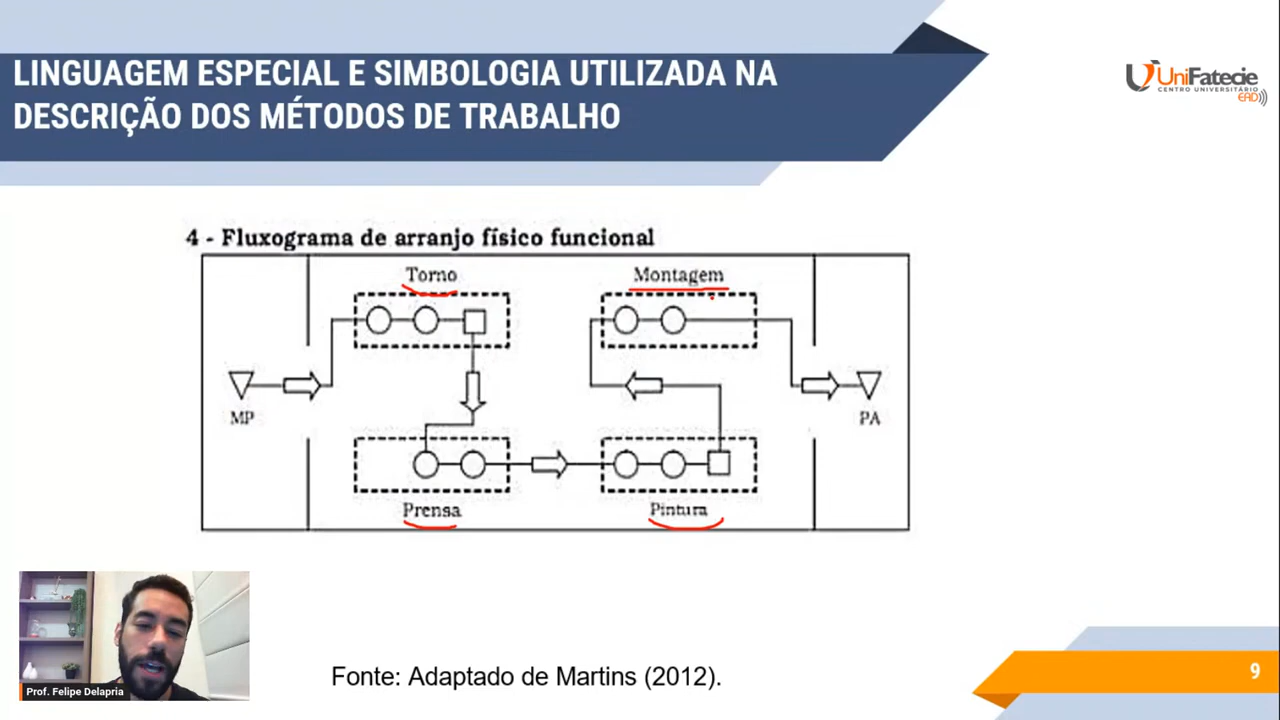 LINGUAGEM ESPECIAL E SIMBOLOGIA UTILIZADA NA
DESCRIÇÃO DOS MÉTODOS DE TRABALHO
UniFatecie
CENTRO UNIVERSITÁRIO
EAD
4 - Fluxograma de arranjo físico funcional
Torno
Montagem
MP
PA
Prensa
Pintura
Prof. Felipe Delapria
Fonte: Adaptado de Martins (2012).
9